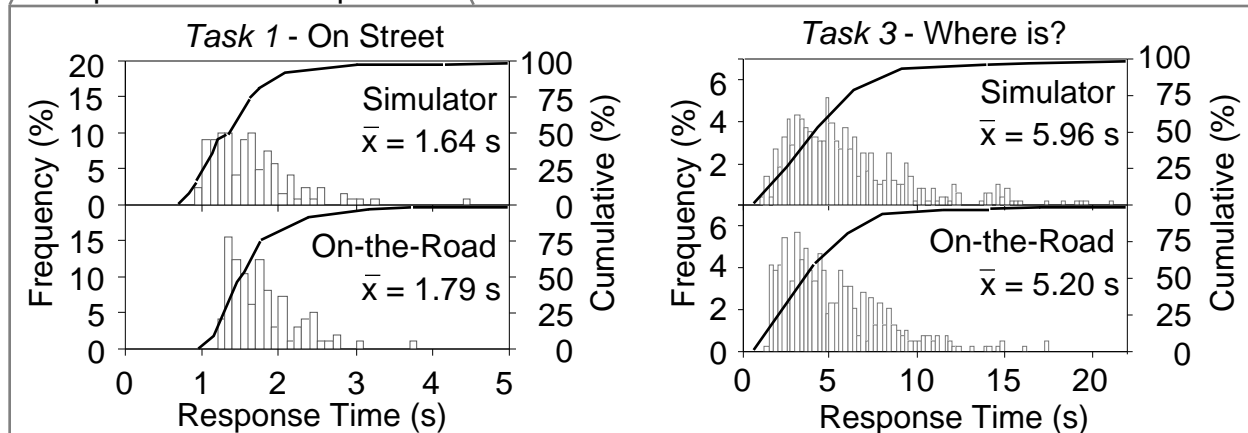 Task 1 - On Street
Frequency (%)
20
15
10
5
0
Simulator
x̄ = 1.64 s
100
75
50
25
0
Cumulative (%)
15
10
5
0
On-the-Road
x̄ = 1.79 s
75
50
25
0
0 1 2 3 4 5
Response Time (s)
Task 3 - Where is?
Frequency (%)
6
4
2
Simulator
x̄ = 5.96 s
100
75
50
25
0
Cumulative (%)
6
4
2
0
On-the-Road
x̄ = 5.20 s
75
50
25
0
0 5 10 15 20
Response Time (s)